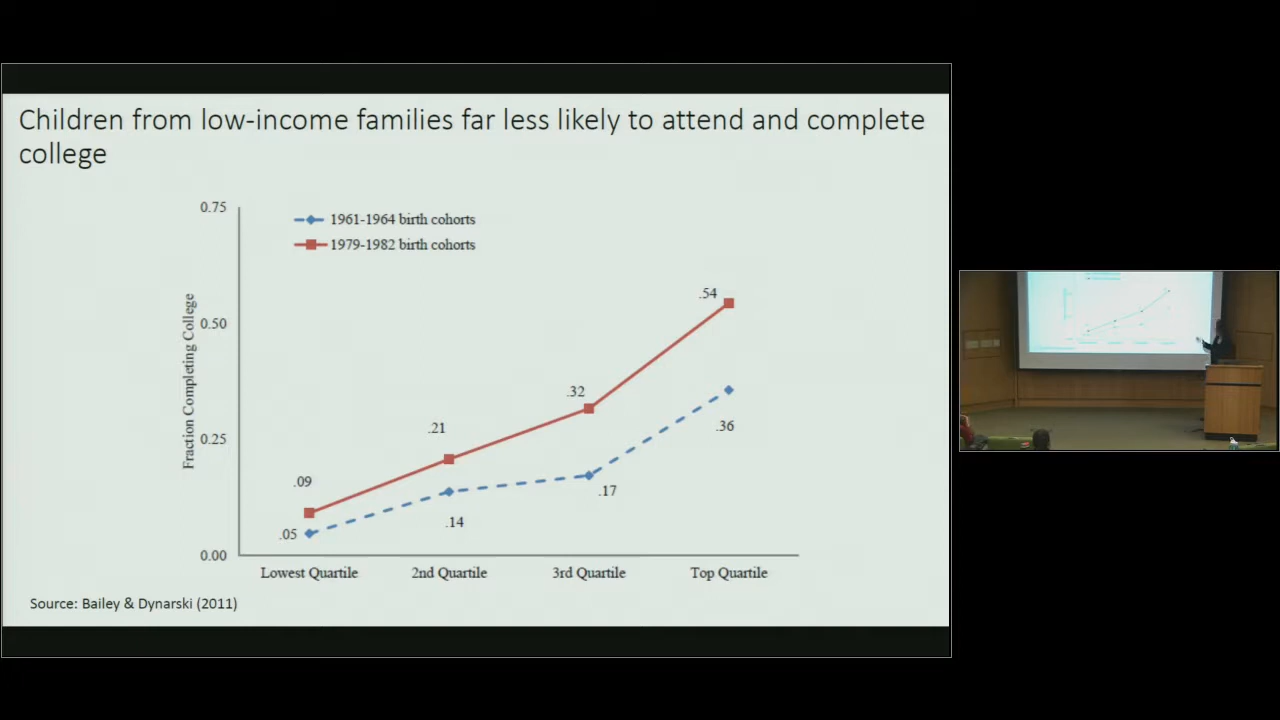 Children from low-income families far less likely to attend and complete
college
0.75
1961-1964 birth cohorts
1979-1982 birth cohorts
.54
0.50
.32
.36
.21
0.25
.09
.17
.14
.05
0.00
Fraction Completing College
Lowest Quartile 2nd Quartile 3rd Quartile Top Quartile
Source: Bailey & Dynarski (2011)